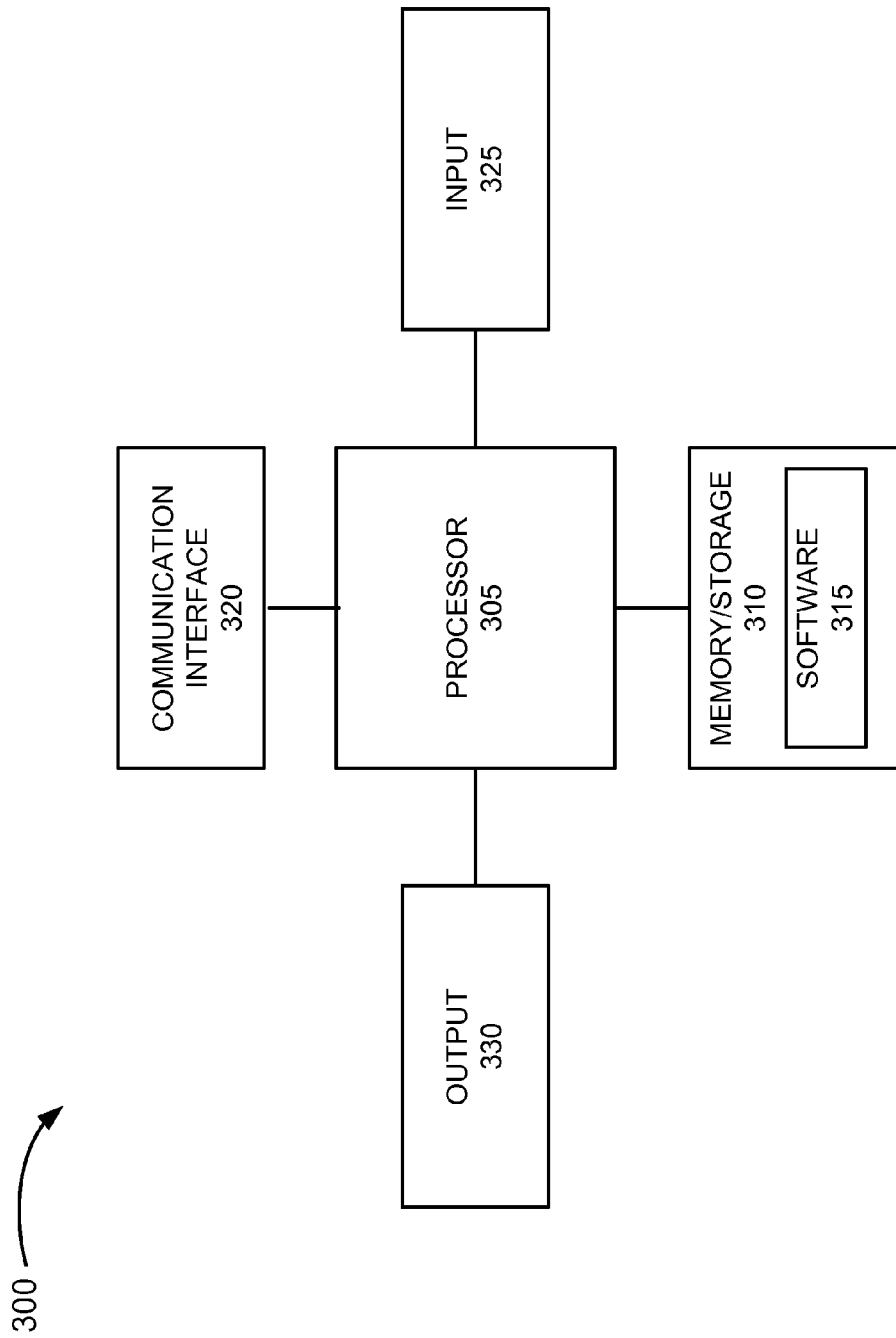 300
COMMUNICATION
INTERFACE
320
OUTPUT
330
PROCESSOR
305
INPUT
325
MEMORY/STORAGE
310
SOFTWARE
315